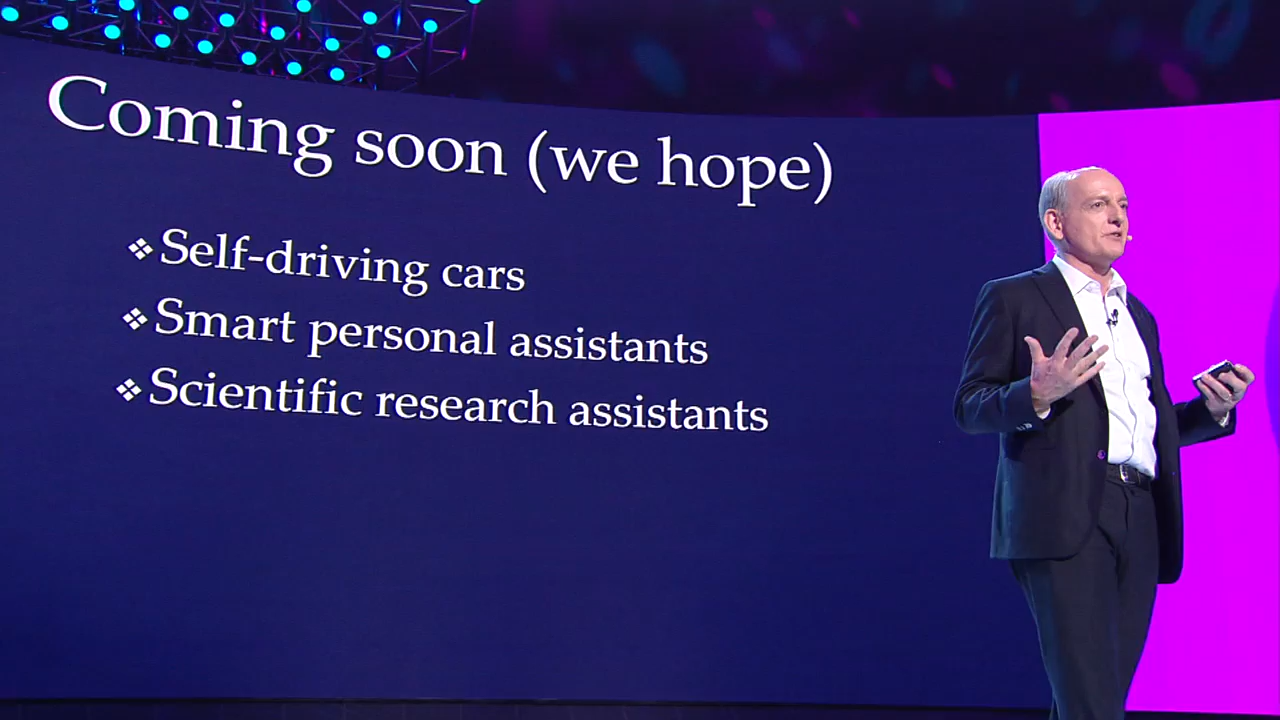 Coming soon (we hope)
❖Self-driving cars
❖Smart personal assistants
❖Scientific research assistants